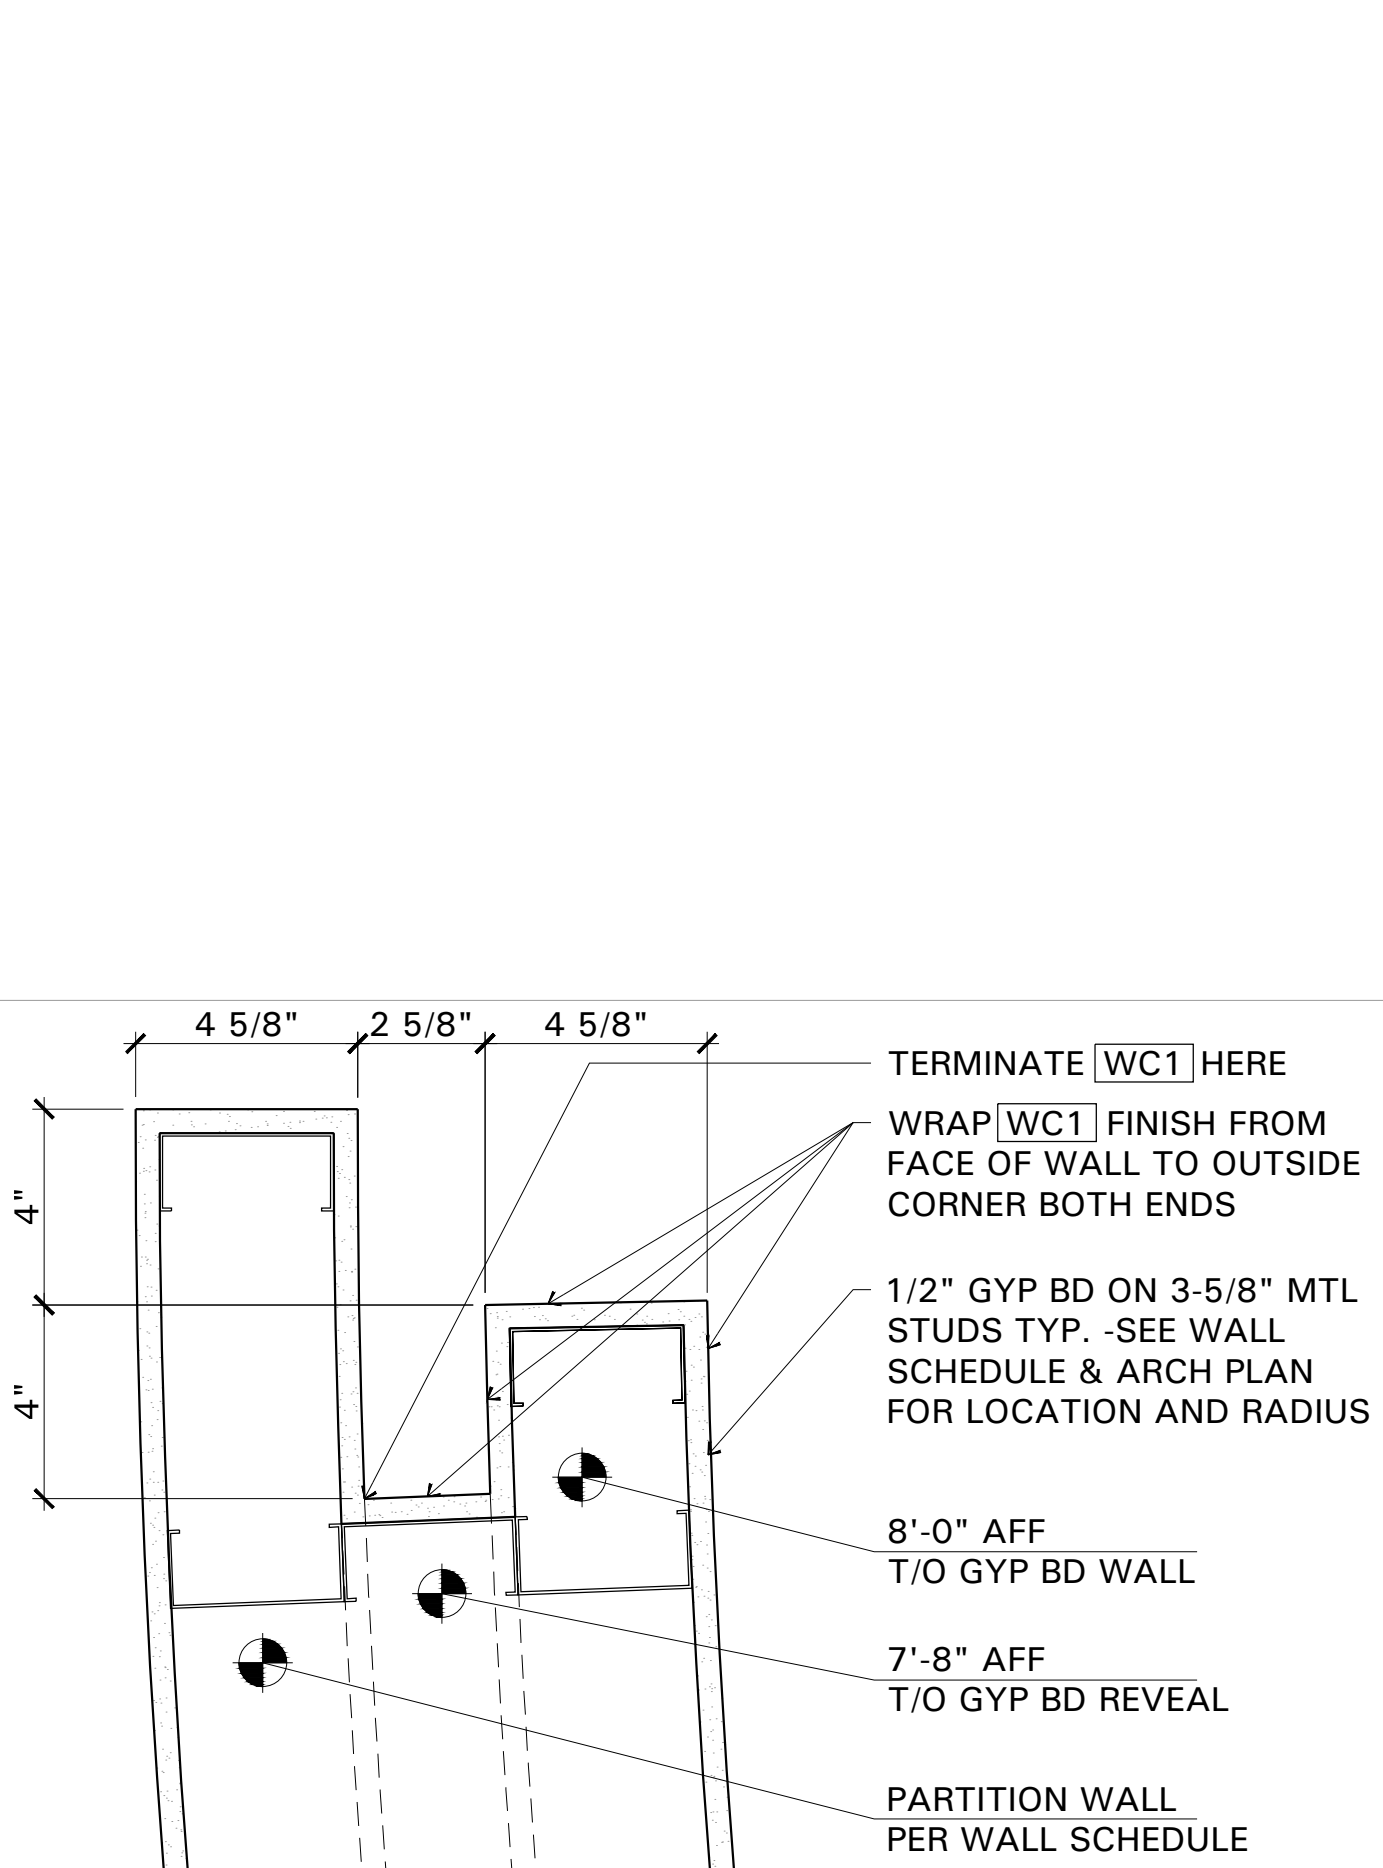 4 5/8" 2 5/8" 4 5/8"
TERMINATE WC1 HERE
WRAP WC1 FINISH FROM
FACE OF WALL TO OUTSIDE
CORNER BOTH ENDS
4"
1/2" GYP BD ON 3-5/8" MTL
STUDS TYP. -SEE WALL
SCHEDULE & ARCH PLAN
FOR LOCATION AND RADIUS
4"
8'-0" AFF
T/O GYP BD WALL
7'-8" AFF
T/O GYP BD REVEAL
PARTITION WALL
PER WALL SCHEDULE